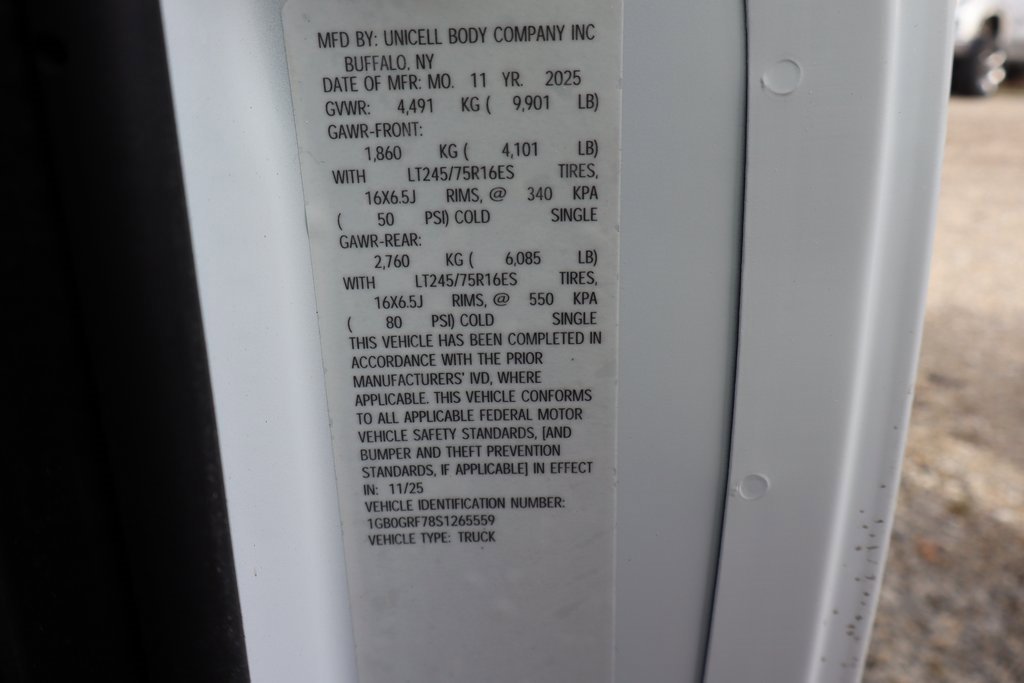 MFD BY: UNICELL BODY COMPANY INC
BUFFALO, NY
DATE OF MFR: MO. 11 YR. 2025
GVWR: 4,491 KG ( 9,901 LB)
GAWR-FRONT:
1,860 KG ( 4,101 LB)
WITH LT245/75R16ES TIRES,
16X6.5J RIMS, @ 340 KPA
( 50 PSI) COLD SINGLE
GAWR-REAR:
2,760 KG ( 6,085 LB)
WITH LT245/75R16ES TIRES,
16X6.5J RIMS, @ 550 KPA
( 80 PSI) COLD SINGLE
THIS VEHICLE HAS BEEN COMPLETED IN
ACCORDANCE WITH THE PRIOR
MANUFACTURERS' IVD, WHERE
APPLICABLE. THIS VEHICLE CONFORMS
TO ALL APPLICABLE FEDERAL MOTOR
VEHICLE SAFETY STANDARDS, [AND
BUMPER AND THEFT PREVENTION
STANDARDS, IF APPLICABLE] IN EFFECT
IN: 11/25
VEHICLE IDENTIFICATION NUMBER:
1GB0GRF78S1265559
VEHICLE TYPE: TRUCK